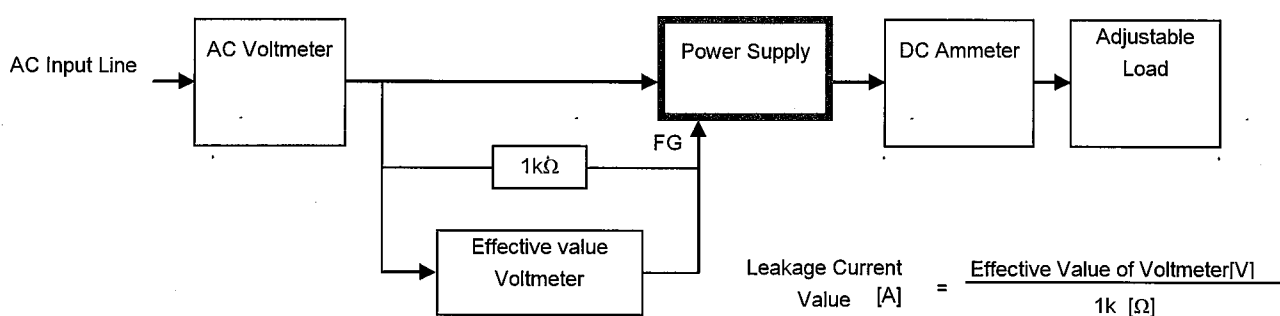 AC Input Line
AC Voltmeter
Power Supply
DC Ammeter
Adjustable
Load
FG
1kΩ
Effective value
Voltmeter
Leakage Current
Value [A]
=
Effective Value of Voltmeter[V]
1k [Ω]